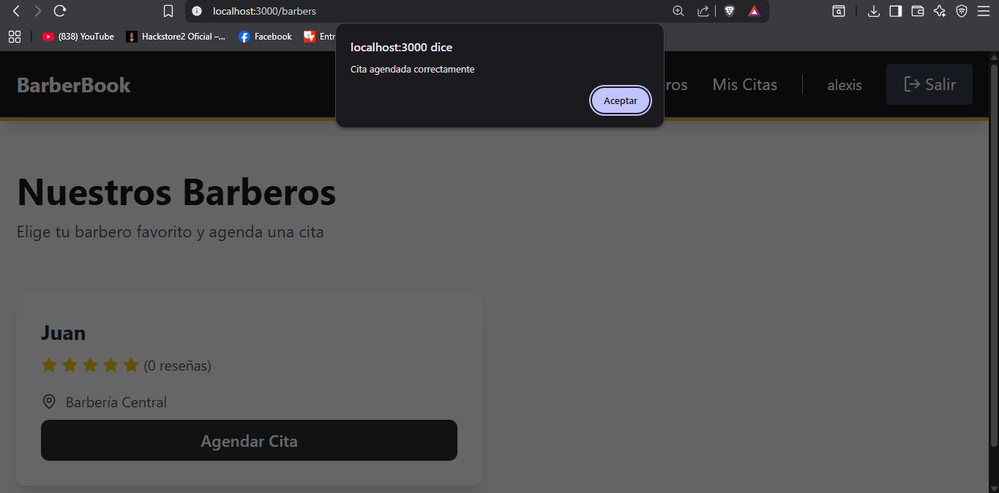 localhost:3000/barbers
(838) YouTube
Hackstore2 Oficial –...
Facebook
Entr
localhost:3000 dice
Cita agendada correctamente
Aceptar
BarberBook
ros
Mis Citas
alexis
Salir
Nuestros Barberos
Elige tu barbero favorito y agenda una cita
Juan
(0 reseñas)
Barbería Central
Agendar Cita